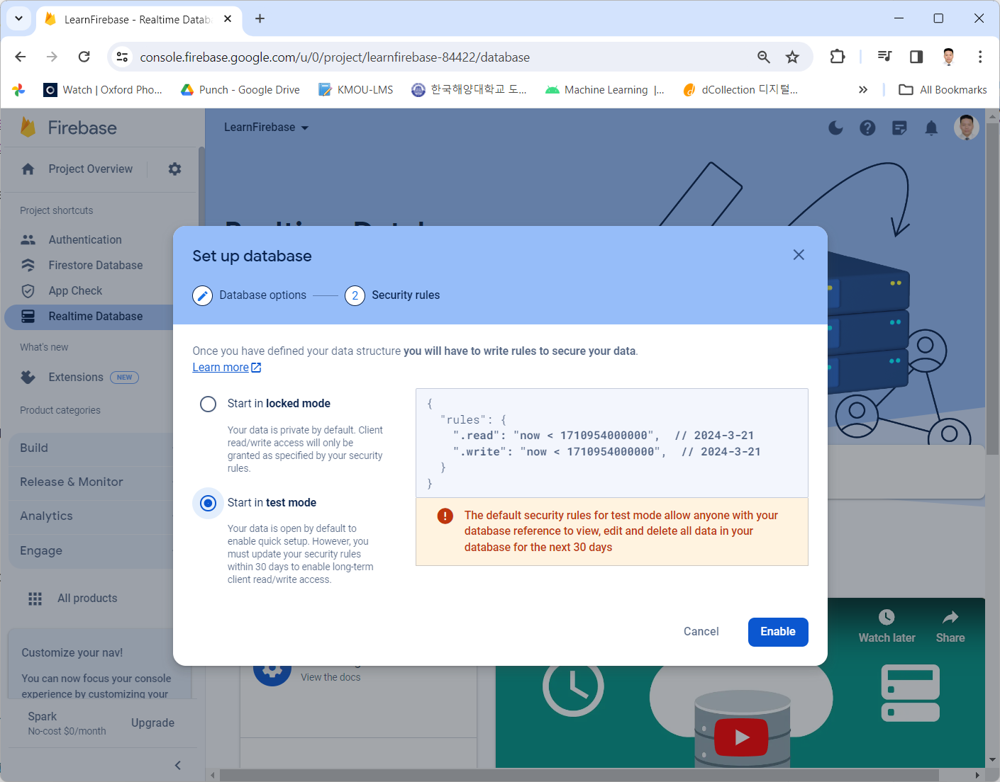 LearnFirebase - Realtime Datab
console.firebase.google.com/u/0/project/learnfirebase-84422/database
Watch | Oxford Pho...
Punch - Google Drive
KMOU-LMS
한국해양대학교 도...
Machine Learning |...
dCollection 디지털...
All Bookmarks
Firebase
LearnFirebase
Project Overview
Project shortcuts
Authentication
Firestore Database
App Check
Realtime Database
What's new
Extensions NEW
Product categories
Build
Release & Monitor
Analytics
Engage
All products
Customize your nav!
You can now focus your console
experience by customizing your
Spark
No-cost $0/month
Upgrade
Set up database
Database options
2 Security rules
Once you have defined your data structure you will have to write rules to secure your data.
Learn more
Start in locked mode
Your data is private by default. Client
read/write access will only be
granted as specified by your security
rules.
Start in test mode
Your data is open by default to
enable quick setup. However, you
must update your security rules
within 30 days to enable long-term
client read/write access.
{
"rules": {
".read": "now < 1710954000000", // 2024-3-21
".write": "now < 1710954000000", // 2024-3-21
}
}
The default security rules for test mode allow anyone with your
database reference to view, edit and delete all data in your
database for the next 30 days
Cancel
Enable
View the docs
Watch later
Share